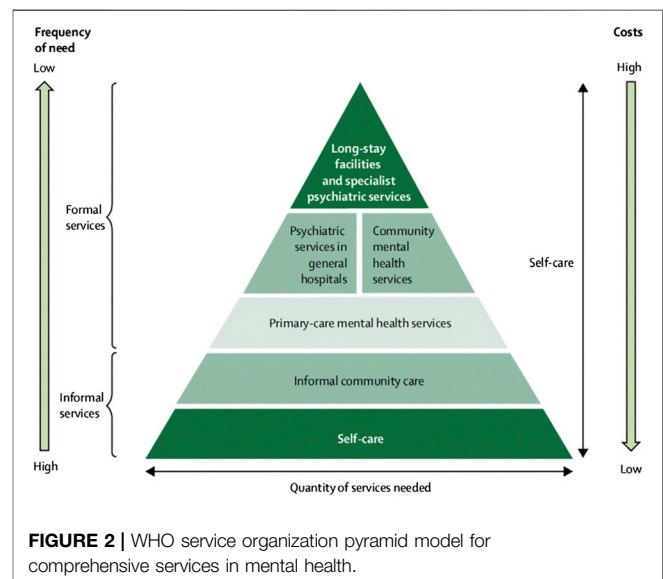 Frequency
of need
Low
Costs
High
Formal
services
Informal
services
High
Long-stay
facilities
and specialist
psychiatric services
Psychiatric
services in
general
hospitals
Community
mental
health
services
Primary-care mental health services
Informal community care
Self-care
Self-care
Low
Quantity of services needed
FIGURE 2 | WHO service organization pyramid model for
comprehensive services in mental health.